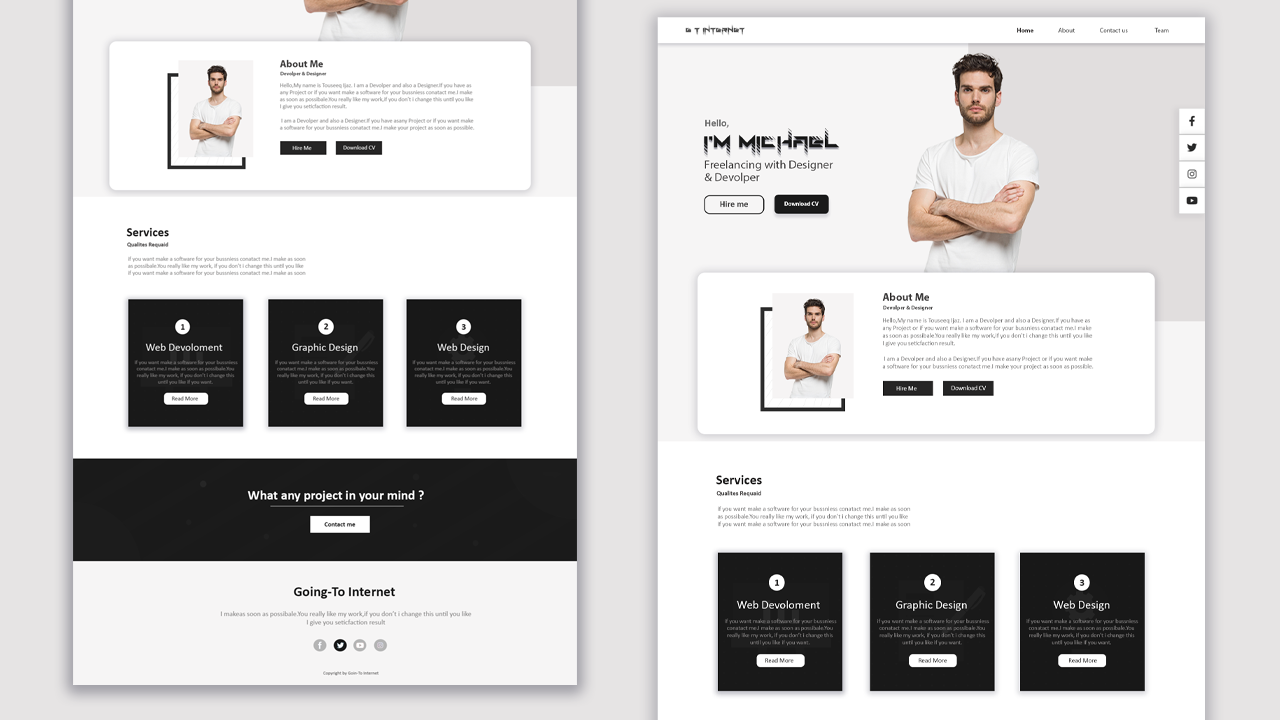 About Me
Devolper & Designer
Hello,My name is Touseeq Ijaz. I am a Devolper and also a Designer.If you have as
any Project or if you want make a software for your bussniess conatact me.I make
as soon as possibale.You really like my work,if you don't i change this until you like
I give you seticfaction result.
I am a Devolper and also a Designer.If you have asany Project or if you want make
a software for your bussniess conatact me.I make your project as soon as possible.
Hire Me
Download CV
Services
Qualites Requaid
If you want make a software for your bussniess conatact me.I make as soon
as possibale.You really like my work, if you don't i change this until you like
if you want make a software for your bussniess conatact me.I make as soon
1
Web Devoloment
If you want make a software for your bussniess
conatact me.I make as soon as possibale.You
really like my work, if you don't i change this
until you like if you want.
Read More
2
Graphic Design
If you want make a software for your bussniess
conatact me.I make as soon as possibale.You
really like my work, if you don't i change this
until you like if you want.
Read More
3
Web Design
If you want make a software for your bussniess
conatact me.I make as soon as possibale.You
really like my work, if you don't i change this
until you like if you want.
Read More
What any project in your mind ?
Contact me
Going-To Internet
I makeas soon as possibale.You really like my work,if you don't i change this until you like
I give you seticfaction result
Copyright by Goin-To Internet
G T INTERNET
Home
About
Contact us
Team
Hello,
I'M MICHAEL
Freelancing with Designer
& Devolper
Hire me
Download CV
About Me
Devolper & Designer
Hello,My name is Touseeq Ijaz. I am a Devolper and also a Designer.If you have as
any Project or if you want make a software for your bussniess conatact me.I make
as soon as possibale.You really like my work,if you don't i change this until you like
I give you seticfaction result.
I am a Devolper and also a Designer.If you have asany Project or if you want make
a software for your bussniess conatact me.I make your project as soon as possible.
Hire Me
Download CV
Services
Qualites Requaid
If you want make a software for your bussniess conatact me.I make as soon
as possibale.You really like my work, if you don't i change this until you like
if you want make a software for your bussniess conatact me.I make as soon
1
Web Devoloment
If you want make a software for your bussniess
conatact me.I make as soon as possibale.You
really like my work, if you don't i change this
until you like if you want.
Read More
2
Graphic Design
If you want make a software for your bussniess
conatact me.I make as soon as possibale.You
really like my work, if you don't i change this
until you like if you want.
Read More
3
Web Design
If you want make a software for your bussniess
conatact me.I make as soon as possibale.You
really like my work, if you don't i change this
until you like if you want.
Read More